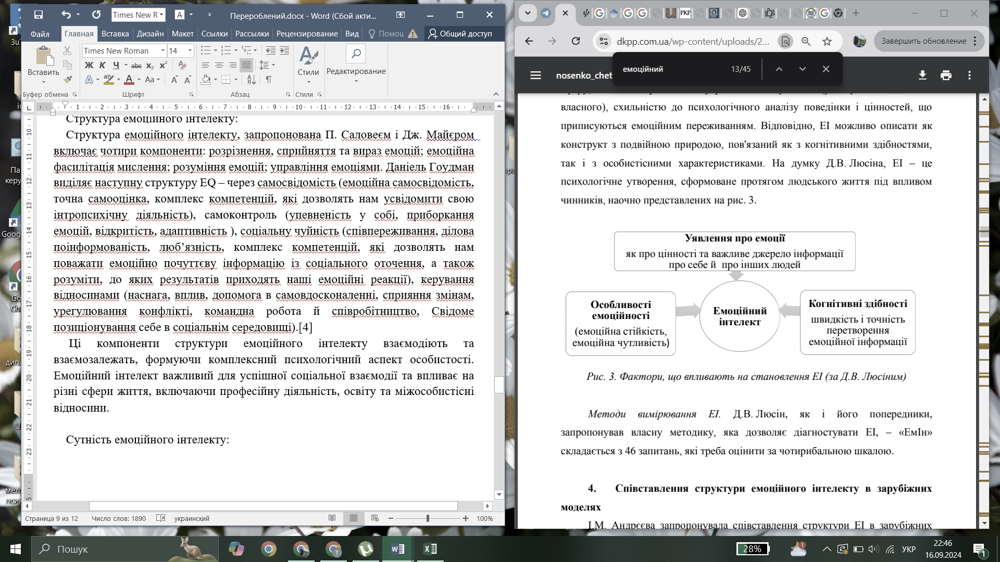 Times New R
A
Перероблений.docx - Word (Сбой акти...
Файл
Главная
Вставка
Дизайн
Макет
Ссылки
Рассылки
Рецензирование
Вид
Помощ
Общий доступ
Вставить
Times New Roman
14
Ж К Ч abc x₂ x²
Aa
Стили
Редактирование
Буфер обмена
Шрифт
Абзац
Стили
1 2 3 4 5 6 7 8 9 10 11 12 13 14 15 16
Структура емоційного інтелекту:
Структура емоційного інтелекту, запропонована П. Саловеєм і Дж. Майєром
включає чотири компоненти: розрізнення, сприйняття та вираз емоцій; емоційна
фасилітація мислення; розуміння емоцій; управління емоціями. Даніель Гоудман
виділяє наступну структуру EQ – через самосвідомість (емоційна самосвідомість,
точна самооцінка, комплекс компетенцій, які дозволять нам усвідомити свою
інтропсихічну діяльність), самоконтроль (упевненість у собі, приборкання
емоцій, відкритість, адаптивність ), соціальну чуйність (співпереживання, ділова
поінформованість, люб’язність, комплекс компетенцій, які дозволять нам
поважати емоційно почуттєву інформацію із соціального оточення, а також
розуміти, до яких результатів приходять наші емоційні реакції), керування
відносинами (наснага, вплив, допомога в самовдосконаленні, сприяння змінам,
урегулювання конфлікті, командна робота й співробітництво, Свідоме
позиціонування себе в соціальнім середовищі).[4]
Ці компоненти структури емоційного інтелекту взаємодіють та
взаємозалежать, формуючи комплексний психологічний аспект особистості.
Емоційний інтелект важливий для успішної соціальної взаємодії та впливає на
різні сфери життя, включаючи професійну діяльність, освіту та міжособистісні
відносини.
Сутність емоційного інтелекту:
Страница 9 из 12
Число слов: 1890
украинский
100%
dkpp.com.ua/wp-content/uploads/2...
Завершить обновление
емоційний
13/45
nosenko_chet
власного), схильністю до психологічного аналізу поведінки і цінностей, що
приписуються емоційним переживанням. Відповідно, ЕІ можливо описати як
конструкт з подвійною природою, пов'язаний як з когнітивними здібностями,
так і з особистісними характеристиками. На думку Д.В. Люсіна, ЕІ – це
психологічне утворення, сформоване протягом людського життя під впливом
чинників, наочно представлених на рис. 3.
Уявлення про емоції
як про цінності та важливе джерело інформації
про себе й про інших людей
Особливості
емоційності
(емоційна стійкість,
емоційна чутливість)
Емоційний
інтелект
Когнитивні здібності
швидкість і точність
перетворення
емоційної інформації
Рис. 3. Фактори, що впливають на становлення ЕІ (за Д.В. Люсіним)
Методи вимірювання ЕІ. Д.В. Люсін, як і його попередники,
запропонував власну методику, яка дозволяє діагностувати ЕІ, – «ЕмІн»
складається з 46 запитань, які треба оцінити за чотирибальною шкалою.
4. Співставлення структури емоційного інтелекту в зарубіжних
моделях
І.М. Андрєєва запропонувала співставлення структури ЕІ в зарубіжних
Пошук
28%
1
УКР
22:46
16.09.2024
1